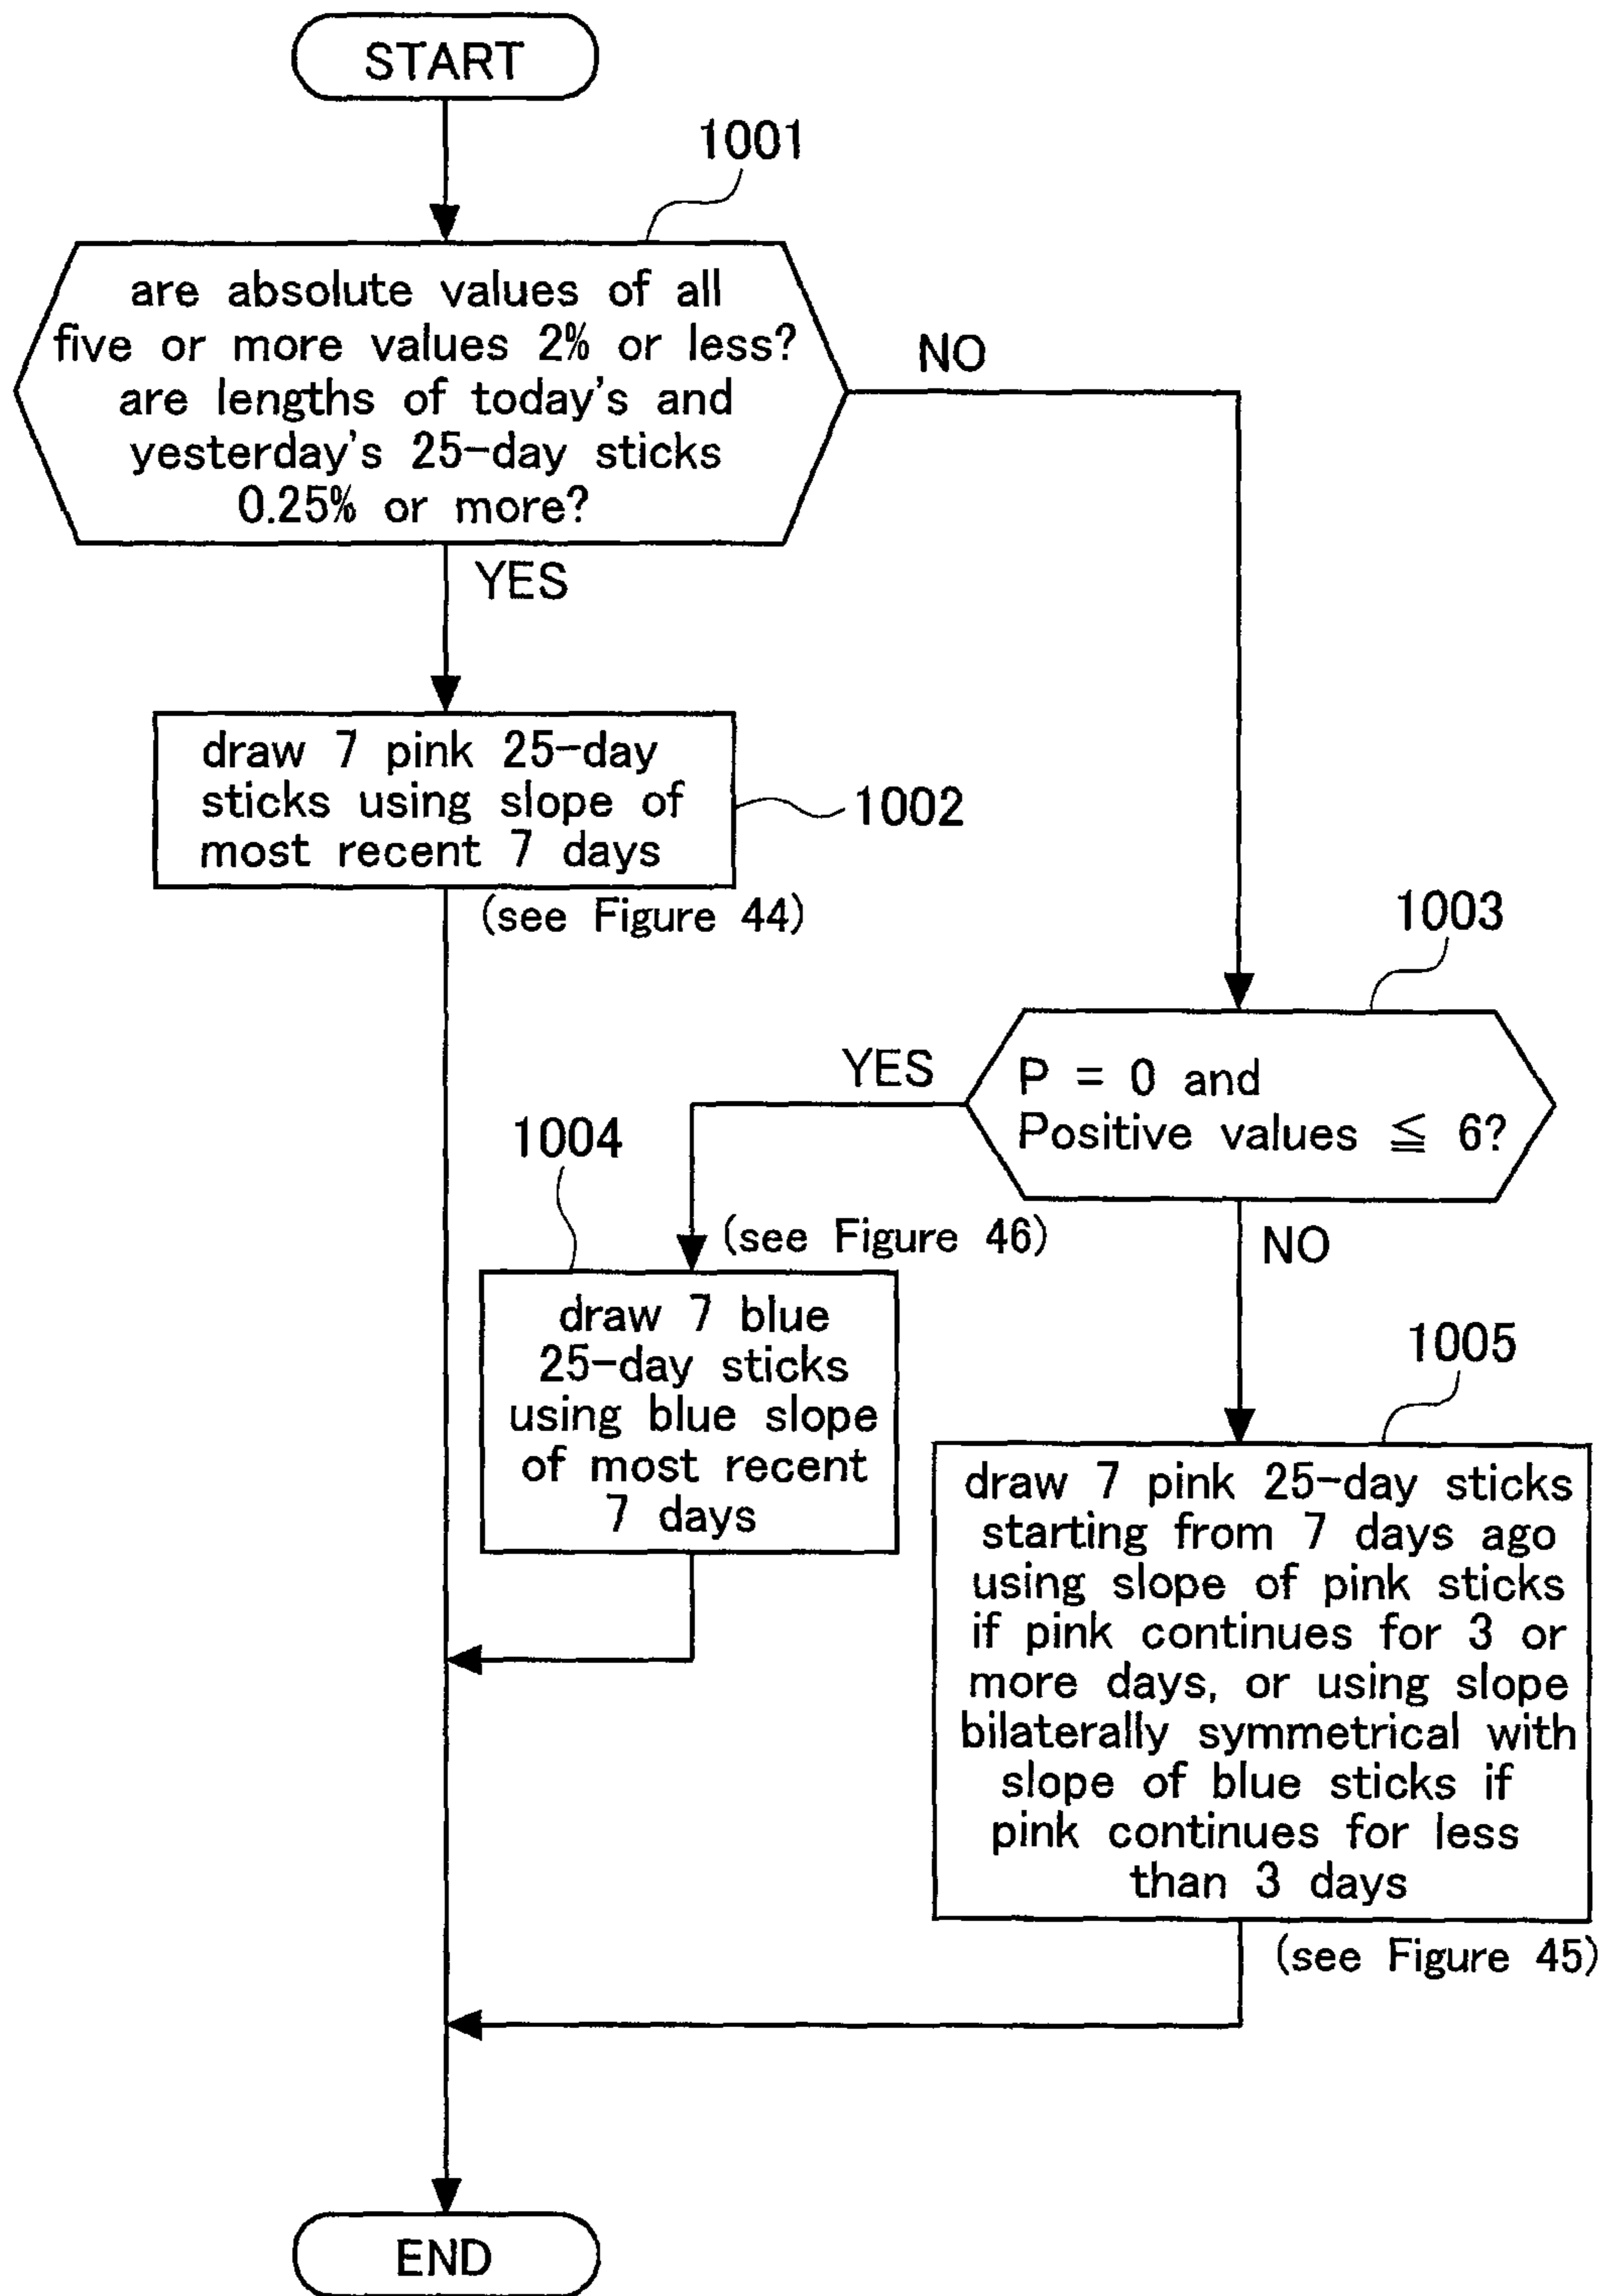 START
1001
are absolute values of all
five or more values 2% or less?
are lengths of today's and
yesterday's 25-day sticks
0.25% or more?
NO
YES
draw 7 pink 25-day
sticks using slope of
most recent 7 days
1002
(see Figure 44)
1003
P = 0 and
Positive values ≦ 6?
YES
NO
1004
(see Figure 46)
draw 7 blue
25-day sticks
using blue slope
of most recent
7 days
1005
draw 7 pink 25-day sticks
starting from 7 days ago
using slope of pink sticks
if pink continues for 3 or
more days, or using slope
bilaterally symmetrical with
slope of blue sticks if
pink continues for less
than 3 days
(see Figure 45)
END